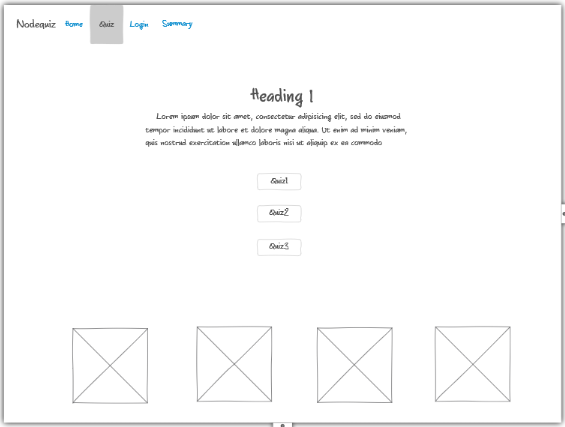 Nodequiz Home Quiz Login Summary
Heading 1
Lorem ipsum dolor sit amet, consectetur adipisicing elit, sed do eiusmod
tempor incididunt ut labore et dolore magna aliqua. Ut enim ad minim veniam,
quis nostrud exercitation ullamco laboris nisi ut aliquip ex ea commodo
Quiz1
Quiz2
Quiz3